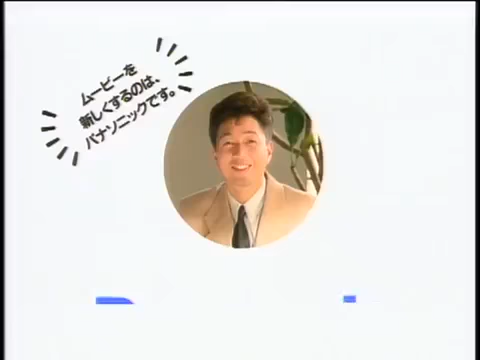 ムービーを
新しくするのは、
パナソニックです。